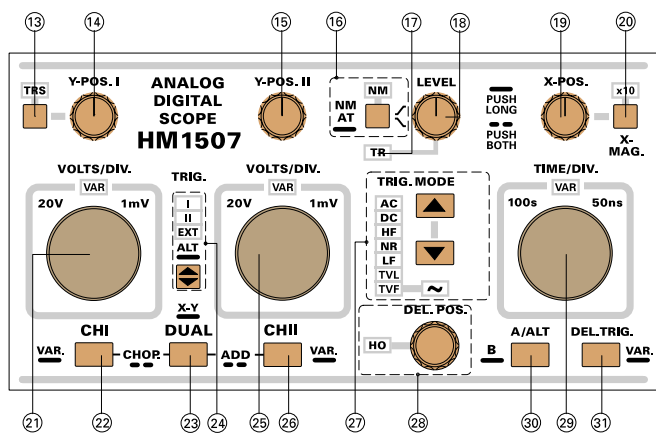 13 14 15 16 17 18 19 20
TRS
Y-POS. I
ANALOG
DIGITAL
SCOPE
HM1507
Y-POS. II
NM
AT
NM
LEVEL
TR
PUSH
LONG
PUSH
BOTH
X-POS.
x10
X-
MAG.
VOLTS/DIV.
VAR
20V 1mV
TRIG.
I
II
EXT
ALT
VOLTS/DIV.
VAR
20V 1mV
TRIG. MODE
AC
DC
HF
NR
LF
TVL
TVF ~
TIME/DIV.
VAR
100s 50ns
X-Y
CHI
DUAL
CHII
VAR.
CHOP.
ADD
VAR.
DEL. POS.
HO
A/ALT
B
DEL.TRIG.
VAR.
21 22 23 24 25 26 27 28 30 29 31